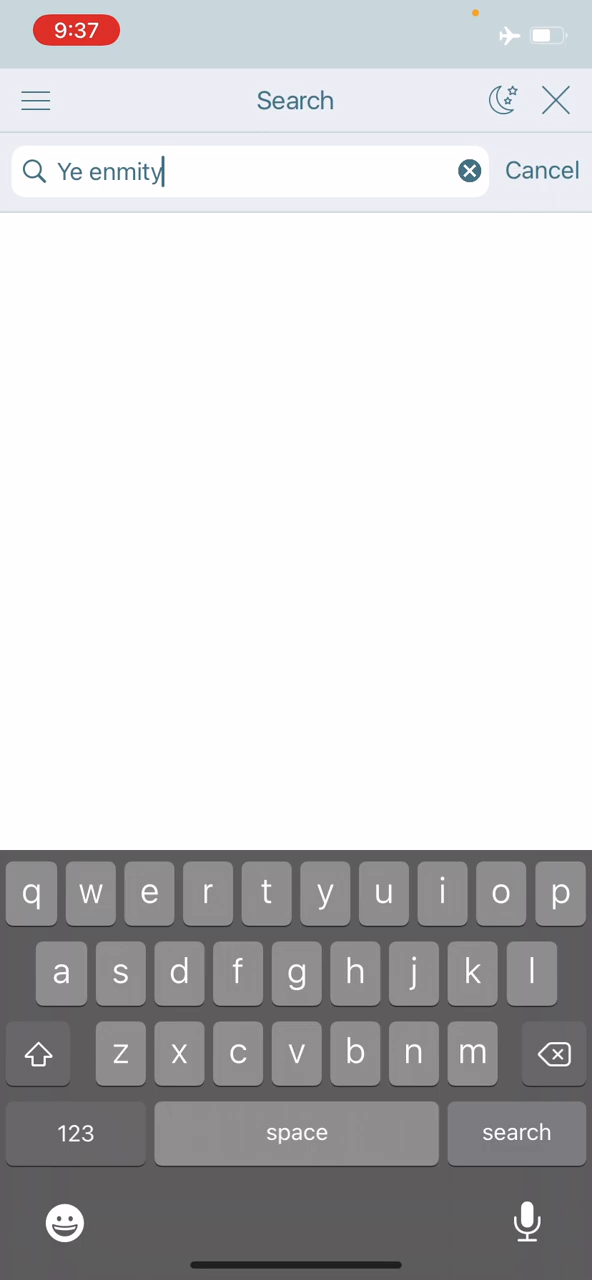 9:37
Search
Ye enmity
Cancel
q w e r t y u i o p
a s d f g h j k l
z x c v b n m
123 space search